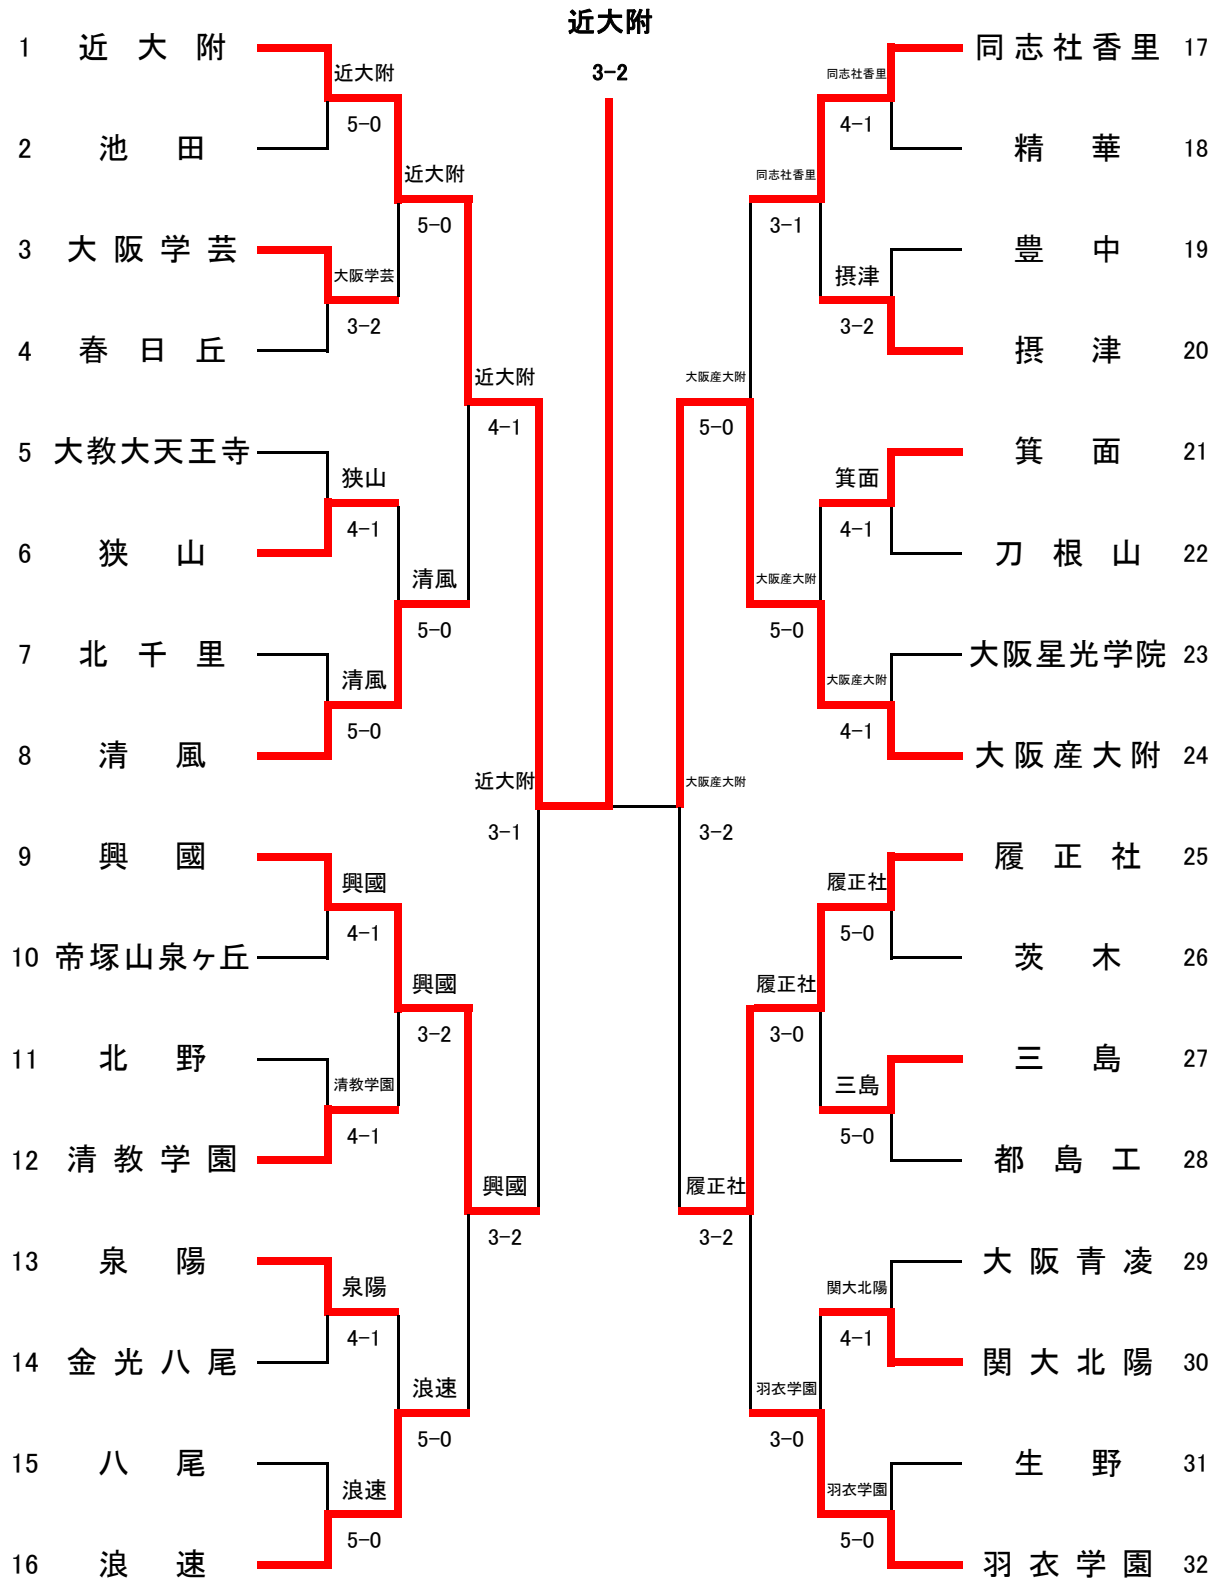 近大附
3-2
1 近大附
近大附
5-0
2 池田
近大附
5-0
3 大阪学芸
大阪学芸
3-2
4 春日丘
近大附
4-1
5 大教大天王寺
狭山
4-1
6 狭山
清風
5-0
7 北千里
清風
5-0
8 清風
近大附
3-1
9 興國
興國
4-1
10 帝塚山泉ヶ丘
興國
3-2
11 北野
清教学園
4-1
12 清教学園
興國
3-2
13 泉陽
泉陽
4-1
14 金光八尾
浪速
5-0
15 八尾
浪速
5-0
16 浪速
同志社香里 17
同志社香里
4-1
精華 18
同志社香里
3-1
豊中 19
摂津
3-2
摂津 20
大阪産大附
5-0
箕面 21
箕面
4-1
刀根山 22
大阪産大附
5-0
大阪星光学院 23
大阪産大附
4-1
大阪産大附 24
大阪産大附
3-2
履正社 25
履正社
5-0
茨木 26
履正社
3-0
三島 27
三島
5-0
都島工 28
履正社
3-2
大阪青凌 29
関大北陽
4-1
関大北陽 30
羽衣学園
3-0
生野 31
羽衣学園
5-0
羽衣学園 32